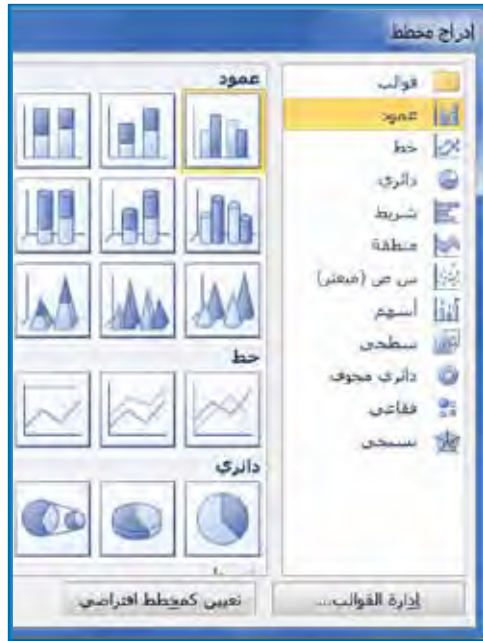 إدراج مخطط
قوالب
عمود
خط
دائري
شريط
منطقة
س ص (مبعثر)
أسهم
سطحي
دائري مجوف
فقاعي
نسيجي
إدارة القوالب...
عمود
خط
دائري
تعيين كمخطط افتراضي